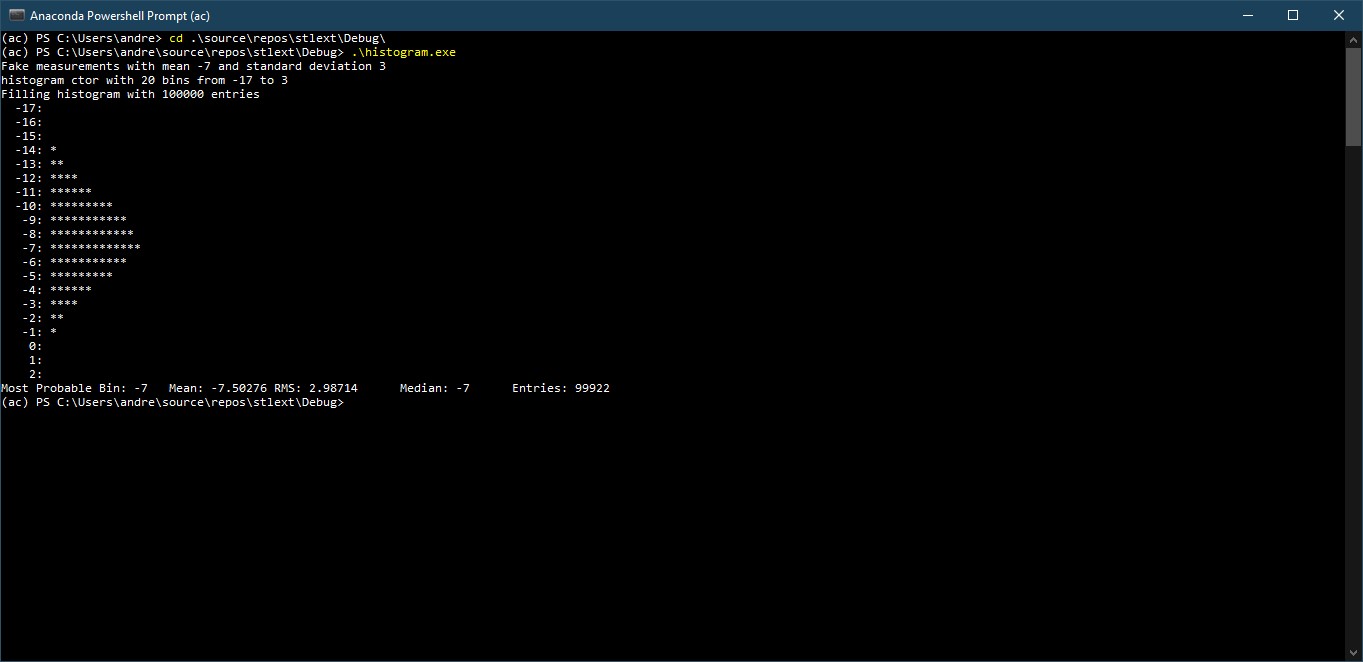 Anaconda Powershell Prompt (ac)
(ac) PS C:\Users\andre> cd .\source\repos\stlext\Debug\
(ac) PS C:\Users\andre\source\repos\stlext\Debug> .\histogram.exe
Fake measurements with mean -7 and standard deviation 3
histogram ctor with 20 bins from -17 to 3
Filling histogram with 100000 entries
  -17:
  -16:
  -15:
  -14: *
  -13: **
  -12: ****
  -11: ******
  -10: *********
   -9: ***********
   -8: ************
   -7: *************
   -6: ***********
   -5: *********
   -4: ******
   -3: ****
   -2: **
   -1: *
    0:
    1:
    2:
Most Probable Bin: -7   Mean: -7.50276 RMS: 2.98714      Median: -7      Entries: 99922
(ac) PS C:\Users\andre\source\repos\stlext\Debug>